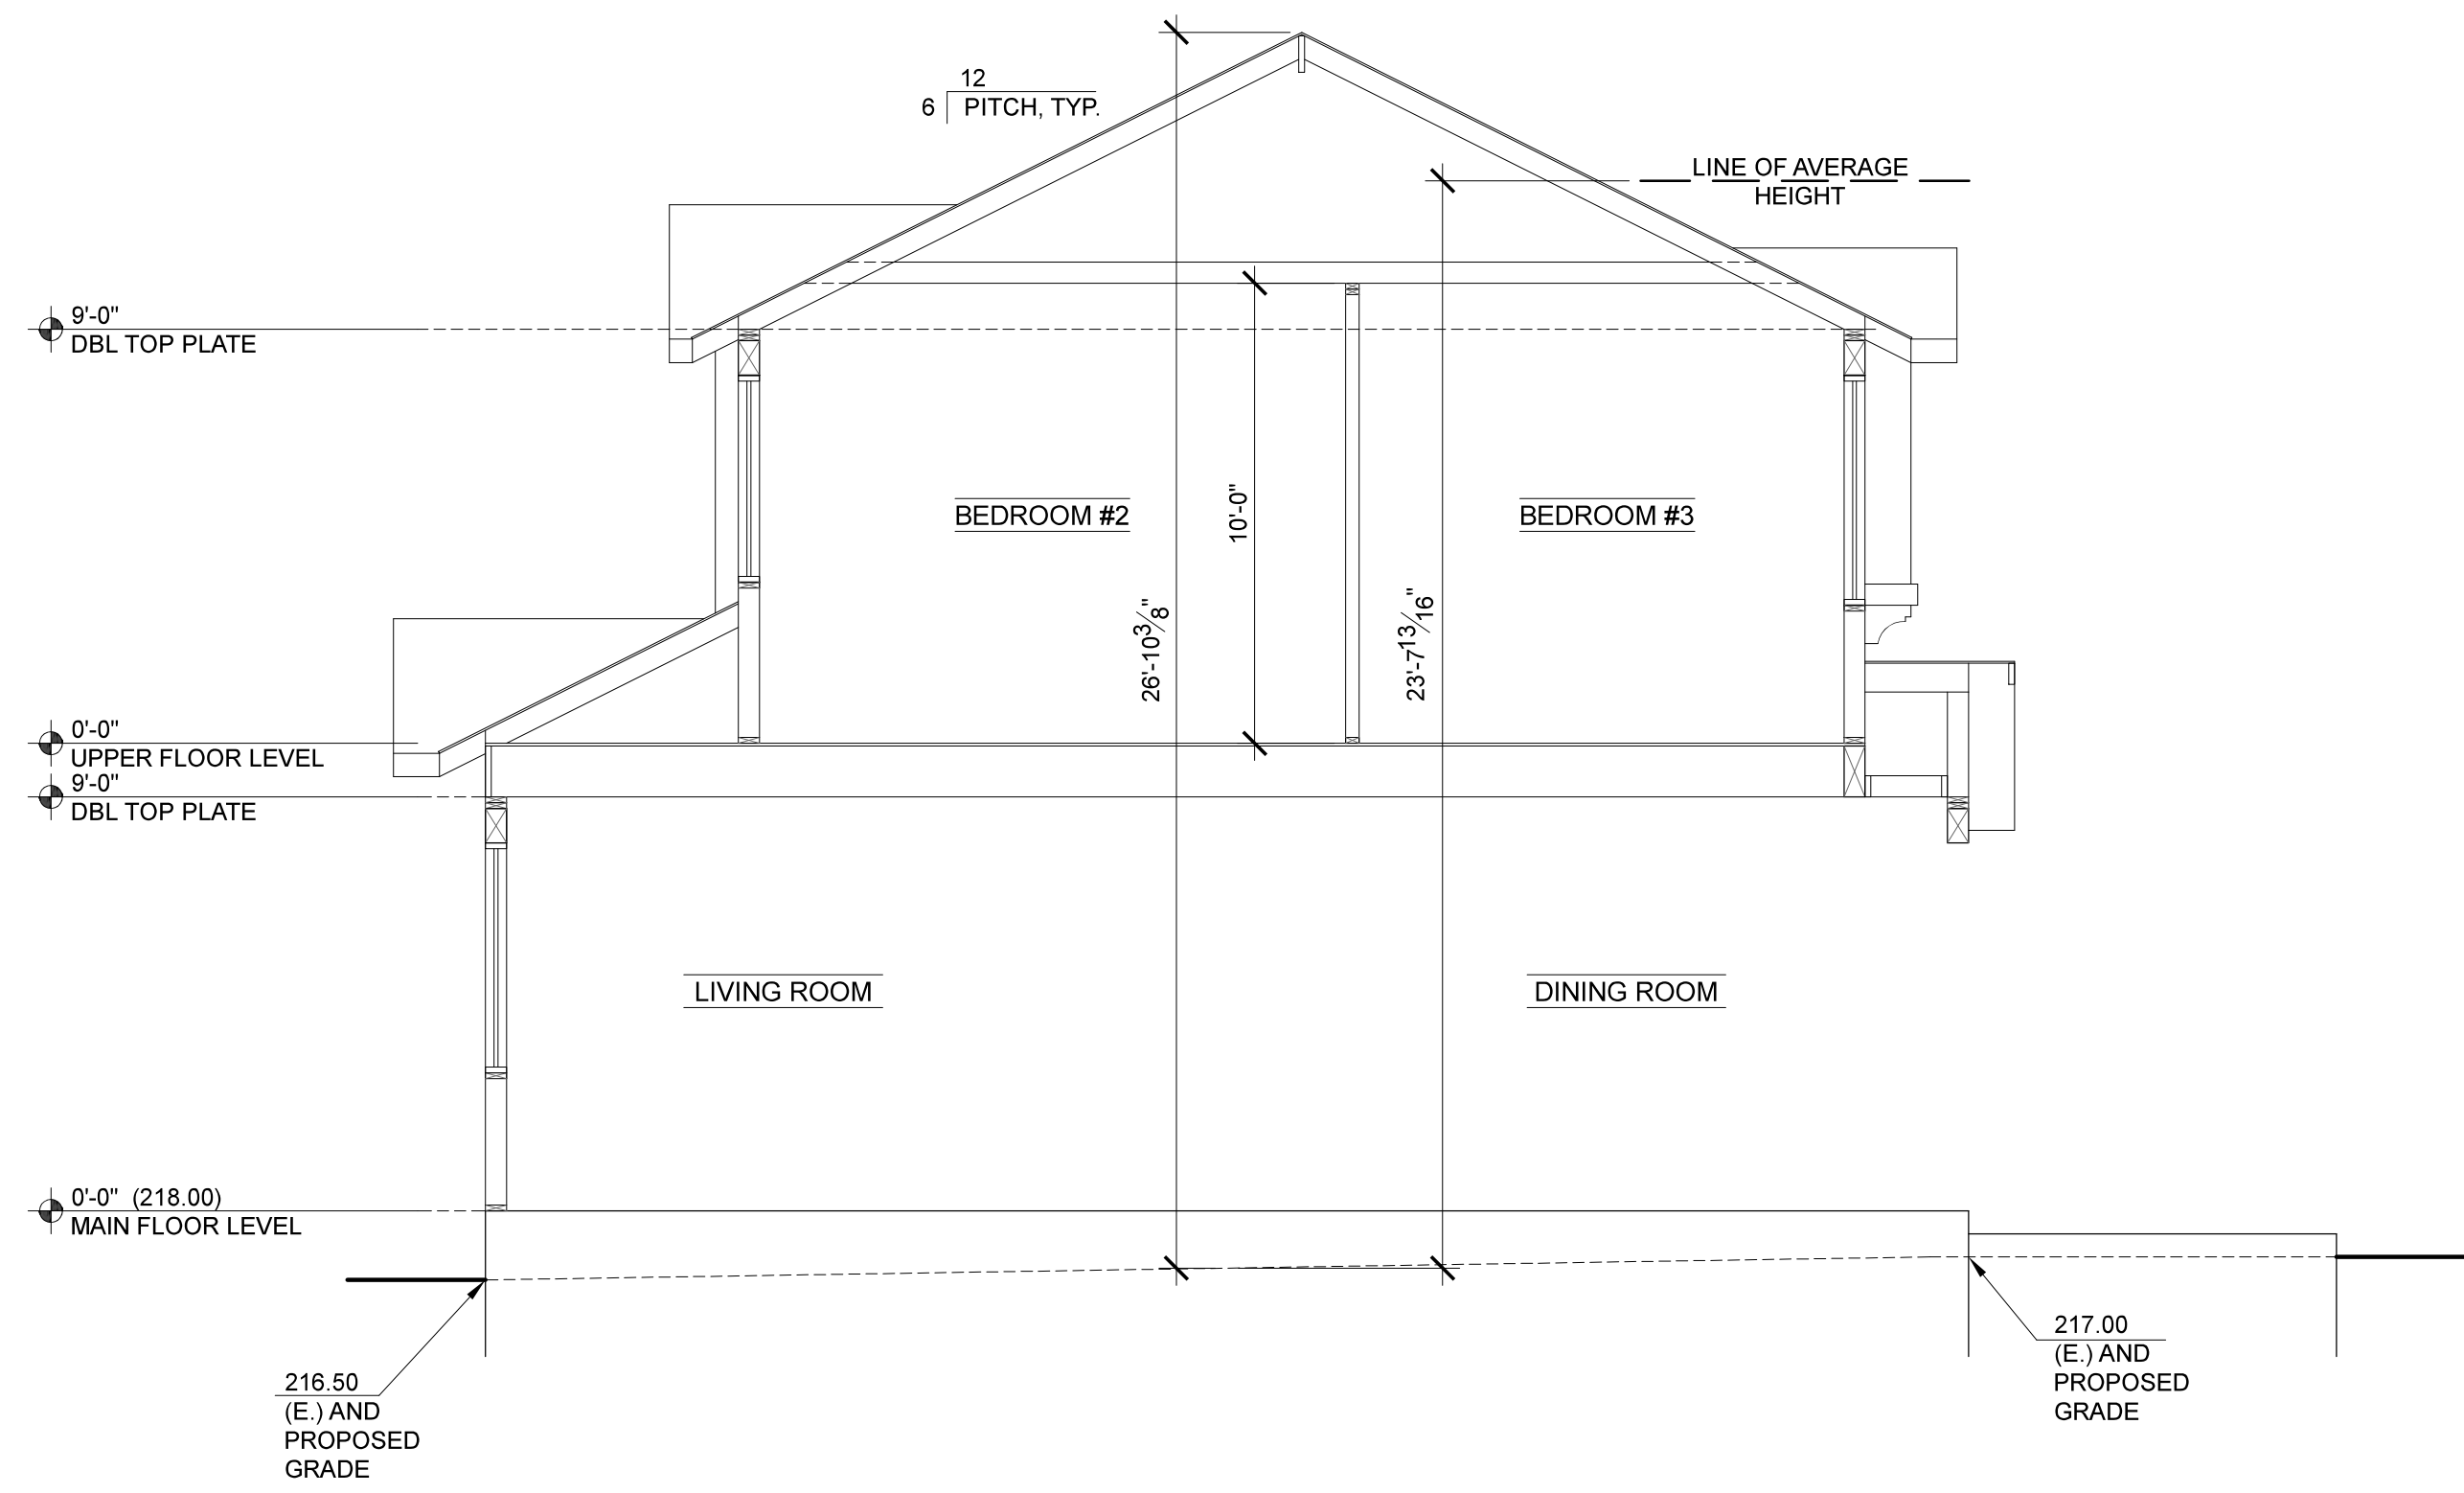 12
6 PITCH, TYP.
LINE OF AVERAGE
HEIGHT
9'-0"
DBL TOP PLATE
BEDROOM #2
10'-0"
BEDROOM #3
26'-10 3/8"
23'-7 13/16"
0'-0"
UPPER FLOOR LEVEL
9'-0"
DBL TOP PLATE
LIVING ROOM
DINING ROOM
0'-0" (218.00)
MAIN FLOOR LEVEL
216.50
(E.) AND
PROPOSED
GRADE
217.00
(E.) AND
PROPOSED
GRADE